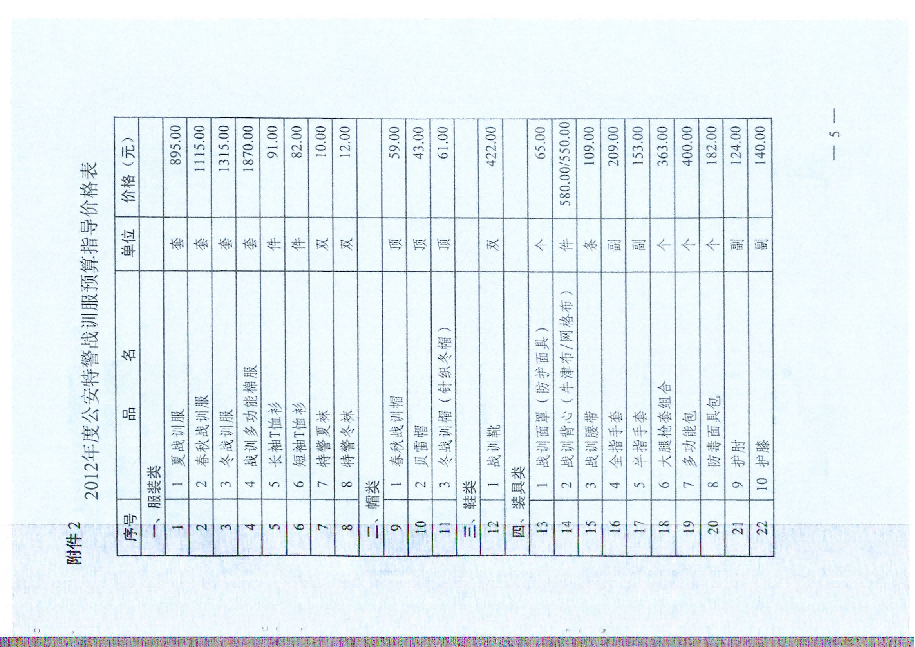 附件 2
2012年度公安特警战训服预算指导价格表
序号 品 名 单位 价格（元）
一、服装类
1 1 夏战训服 套 895.00
2 2 春秋战训服 套 1115.00
3 3 冬战训服 套 1315.00
4 4 战训多功能棉服 套 1870.00
5 5 长袖T恤衫 件 91.00
6 6 短袖T恤衫 件 82.00
7 7 特警夏袜 双 10.00
8 8 特警冬袜 双 12.00
二、帽类
9 1 春秋战训帽 顶 59.00
10 2 贝雷帽 顶 43.00
11 3 冬战训帽（针织冬帽） 顶 61.00
三、鞋类
12 1 战训靴 双 422.00
四、装具类
13 1 战训面罩（防护面具） 个 65.00
14 2 战训背心（牛津布/网格布） 件 580.00/550.00
15 3 战训腰带 条 109.00
16 4 全指手套 副 209.00
17 5 半指手套 副 153.00
18 6 大腿枪套组合 个 363.00
19 7 多功能包 个 400.00
20 8 防毒面具包 个 182.00
21 9 护肘 副 124.00
22 10 护膝 副 140.00
— 5 —